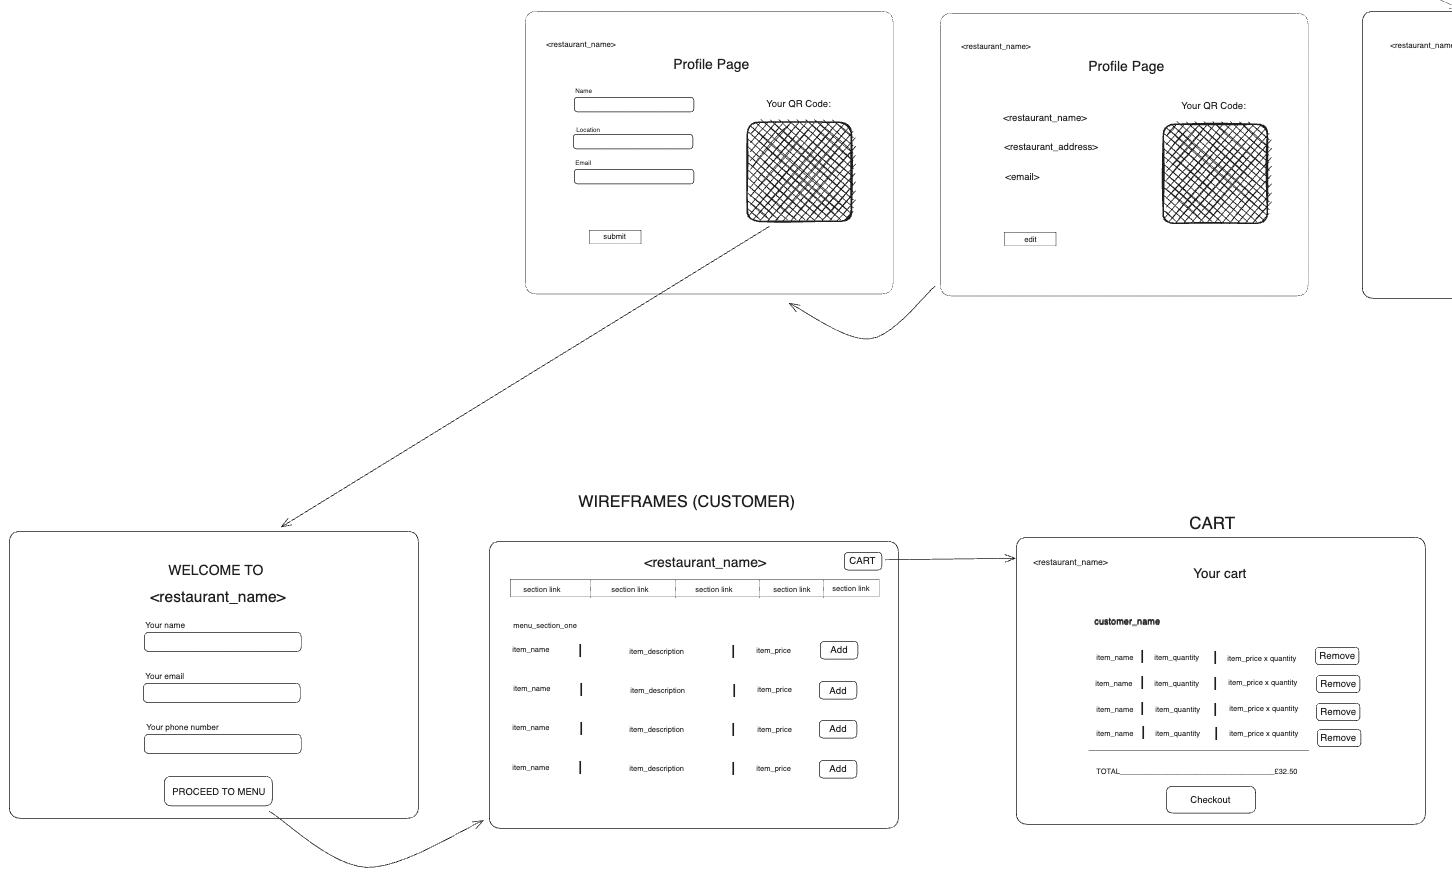 <restaurant_name>
Profile Page
Name
Location
Email
submit
Your QR Code:
<restaurant_name>
Profile Page
<restaurant_name>
<restaurant_address>
<email>
edit
Your QR Code:
WIREFRAMES (CUSTOMER)
WELCOME TO
<restaurant_name>
Your name
Your email
Your phone number
PROCEED TO MENU
<restaurant_name>
CART
section link section link section link section link section link
menu_section_one
item_name | item_description | item_price Add
item_name | item_description | item_price Add
item_name | item_description | item_price Add
item_name | item_description | item_price Add
CART
<restaurant_name>
Your cart
customer_name
item_name | item_quantity | item_price x quantity Remove
item_name | item_quantity | item_price x quantity Remove
item_name | item_quantity | item_price x quantity Remove
item_name | item_quantity | item_price x quantity Remove
TOTAL £32.50
Checkout